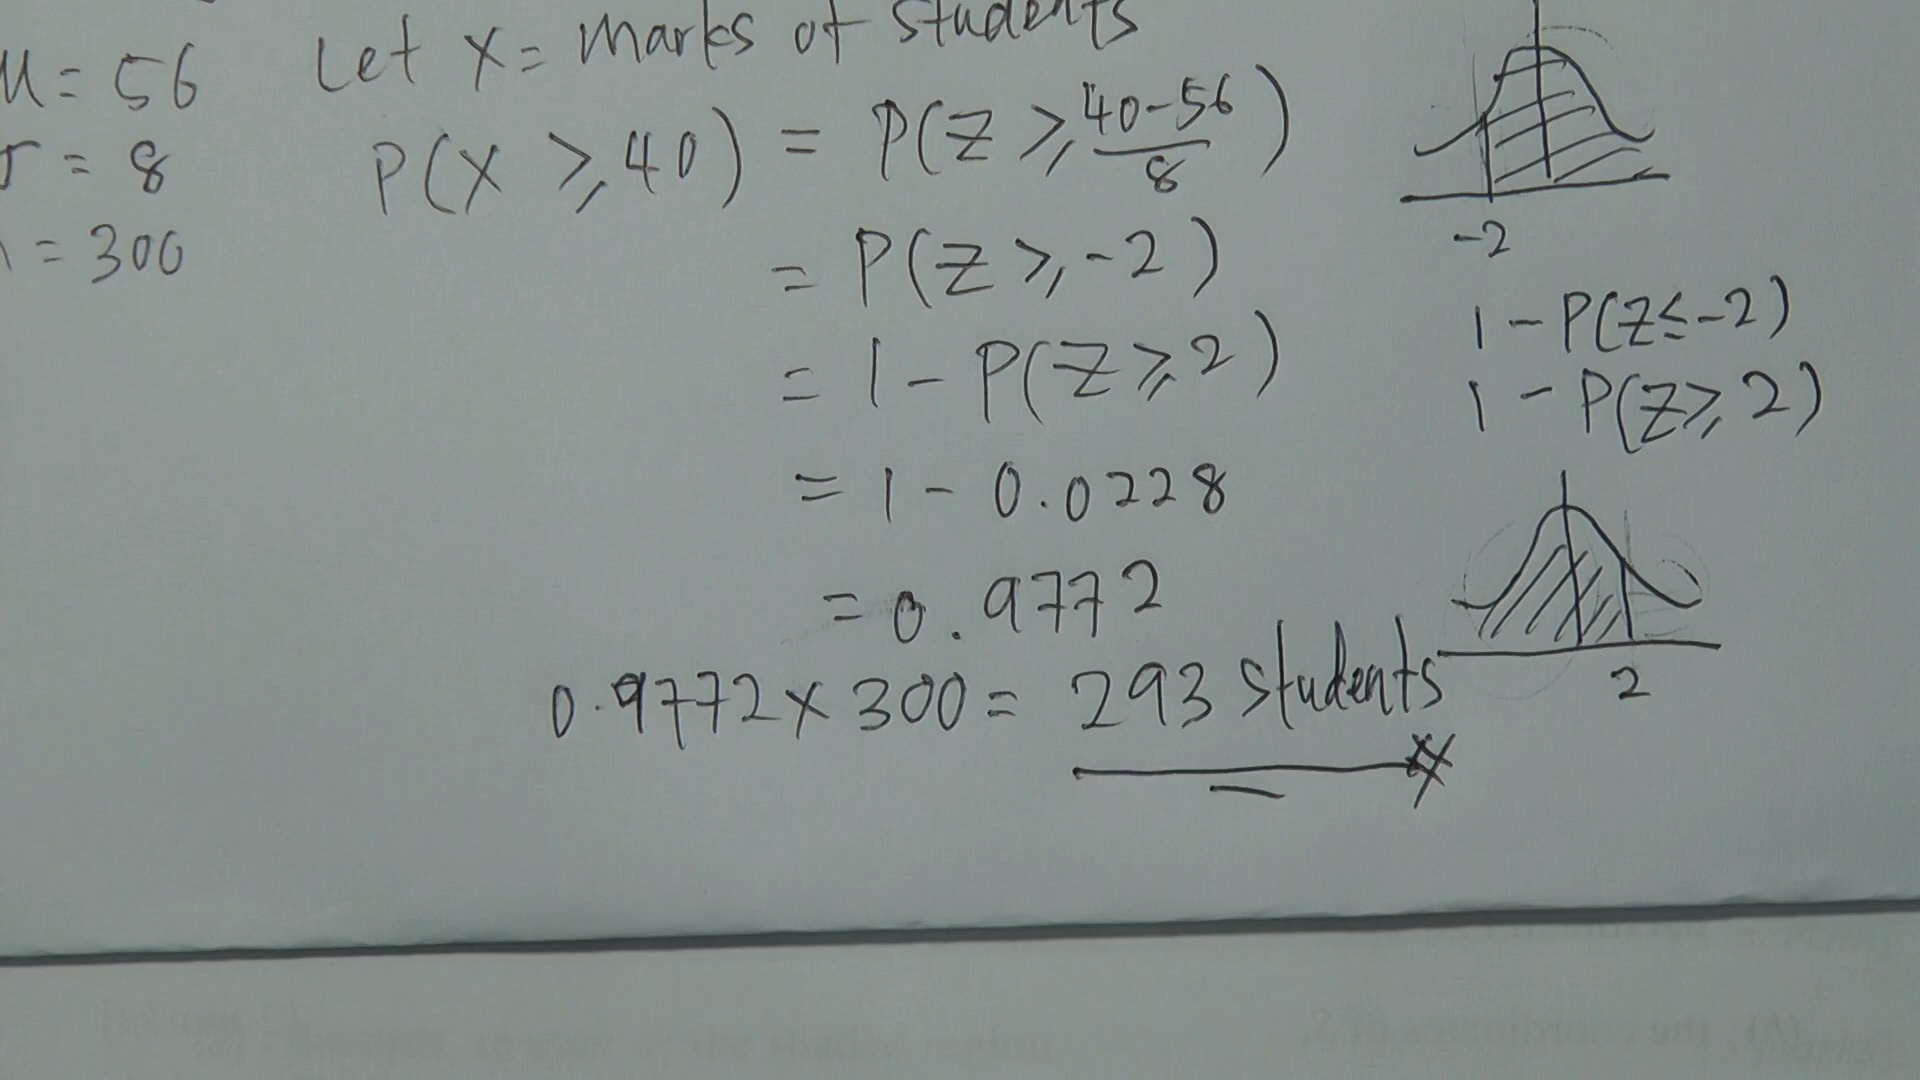 Let X = marks of students
μ = 56
σ = 8
n = 300
P(X ≥ 40) = P(Z ≥ (40-56)/8)
= P(Z ≥ -2)
= 1 - P(Z ≥ 2)
= 1 - 0.0228
= 0.9772
0.9772 × 300 = 293 students
-2
1 - P(Z ≤ -2)
1 - P(Z ≥ 2)
2